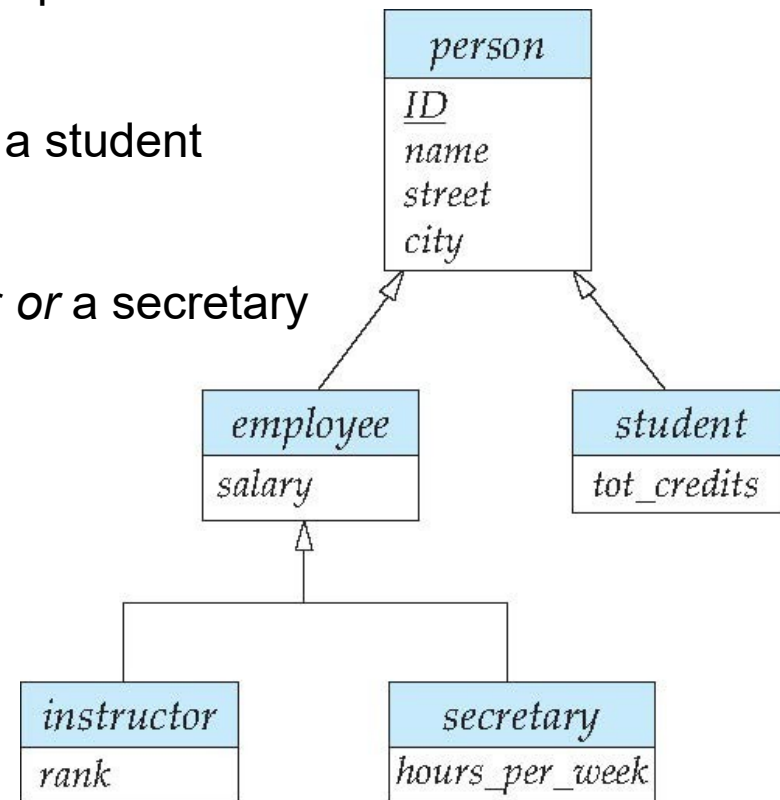 person
ID
name
a student
street
city
or a secretary
employee
student
salary
tot_credits
instructor
secretary
rank
hours_per_week